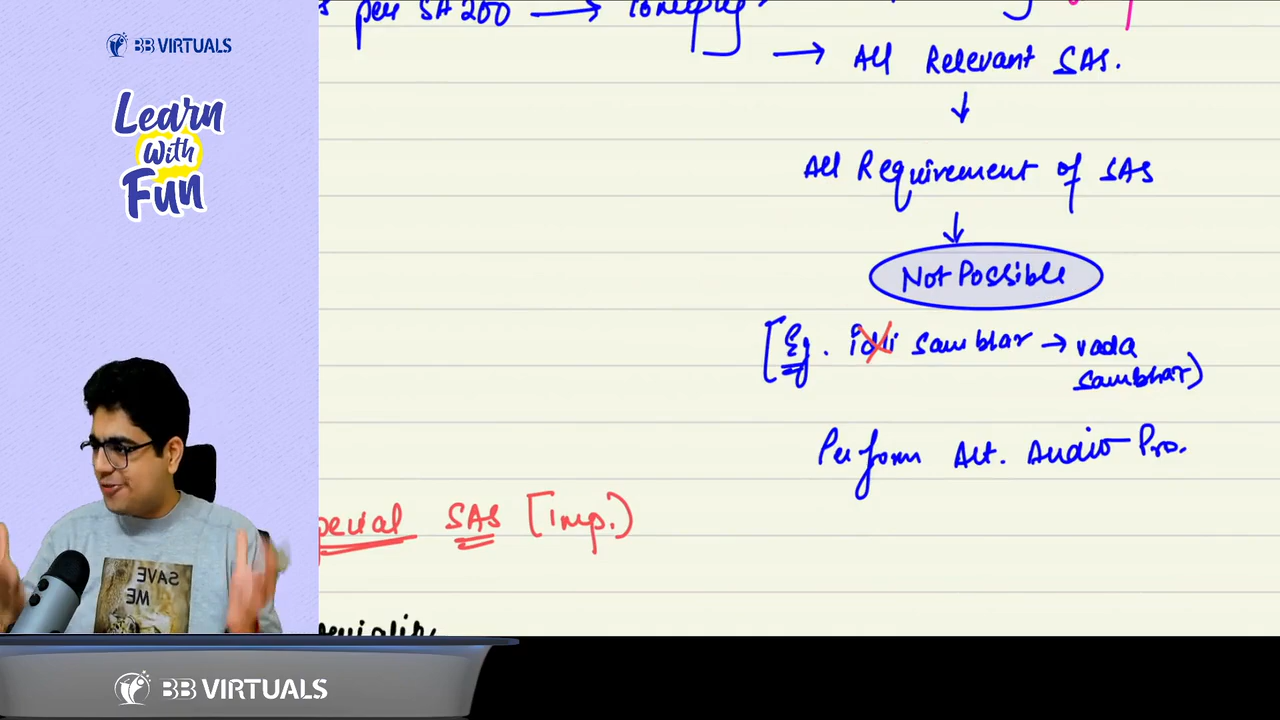 BB VIRTUALS
Learn
With
Fun
per SA 200 →
→ All Relevant SAS.
↓
All Requirement of SAS
↓
Not Possible
[Eg. idli sambhar → vada
sambhar)
Perform Alt. Audit Pro.
SAS [Imp.)
SAVE
ME
BB VIRTUALS